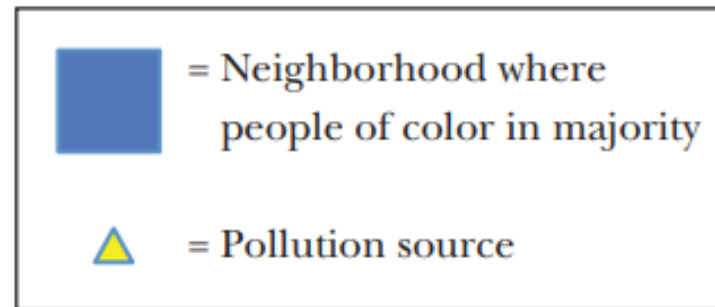 = Neighborhood where
people of color in majority
= Pollution source